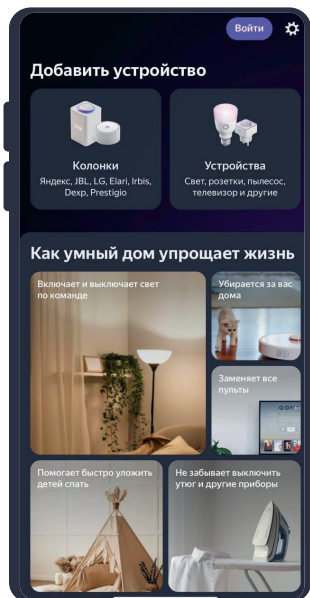 Войти
Добавить устройство
Колонки
Яндекс, JBL, LG, Elari, Irbis,
Dexp, Prestigio
Устройства
Свет, розетки, пылесос,
телевизор и другие
Как умный дом упрощает жизнь
Включает и выключает свет
по команде
Убирается за вас
дома
Заменяет все
пульты
Помогает быстро уложить
детей спать
Не забывает выключить
утюг и другие приборы